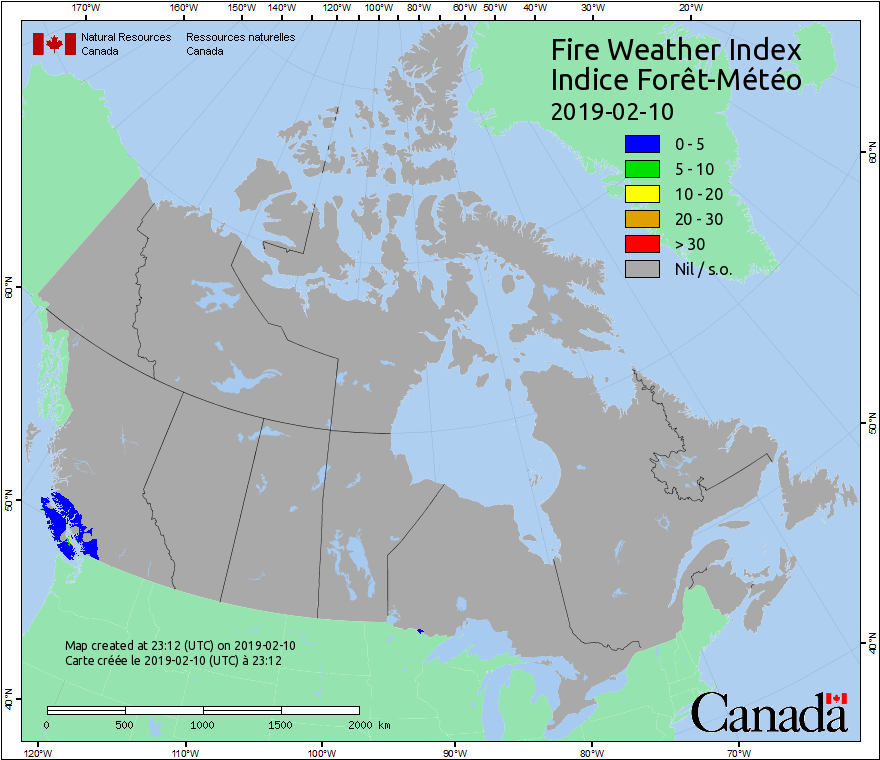 170°W 160°W 150°W 140°W 130°W 120°W 110°W 100°W 90°W 80°W 70°W 60°W 50°W 40°W 30°W 20°W
Natural Resources Canada
Ressources naturelles Canada
Fire Weather Index
Indice Forêt-Météo
2019-02-10
0 - 5
5 - 10
10 - 20
20 - 30
> 30
Nil / s.o.
60°N
50°N
40°N
60°N
50°N
40°N
Map created at 23:12 (UTC) on 2019-02-10
Carte créée le 2019-02-10 (UTC) à 23:12
0 500 1000 1500 2000 km
Canada
120°W 110°W 100°W 90°W 80°W 70°W